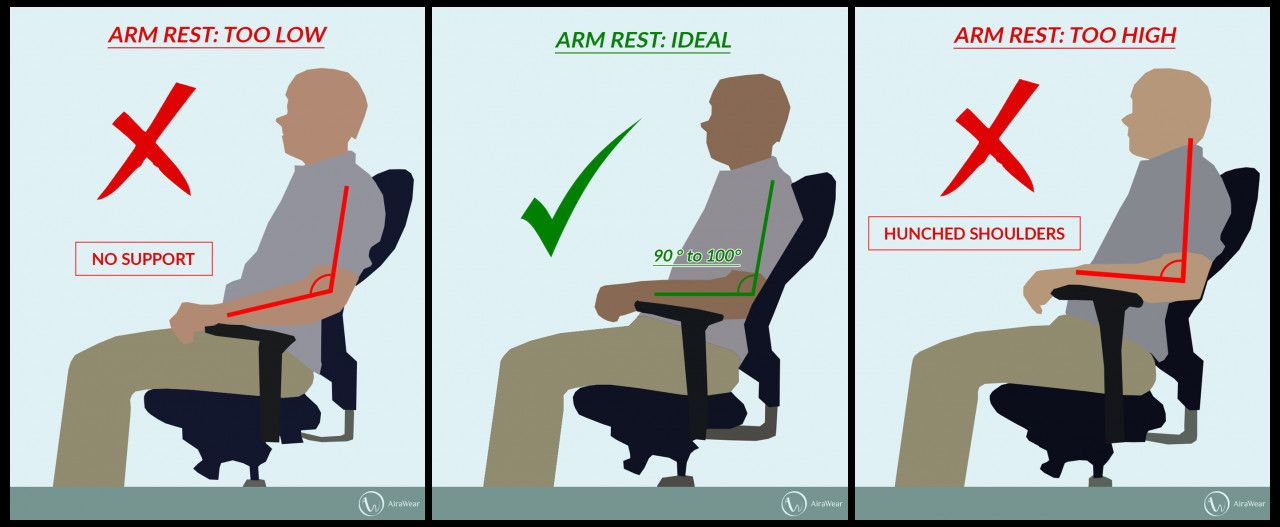 ARM REST: TOO LOW
NO SUPPORT
AiraWear
ARM REST: IDEAL
90 ° to 100°
AiraWear
ARM REST: TOO HIGH
HUNCHED SHOULDERS
AiraWear